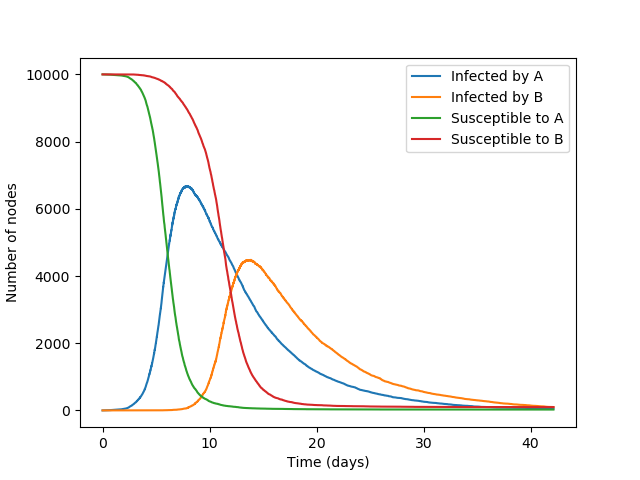 10000
8000
6000
4000
2000
0
Number of nodes
Infected by A
Infected by B
Susceptible to A
Susceptible to B
0 10 20 30 40
Time (days)